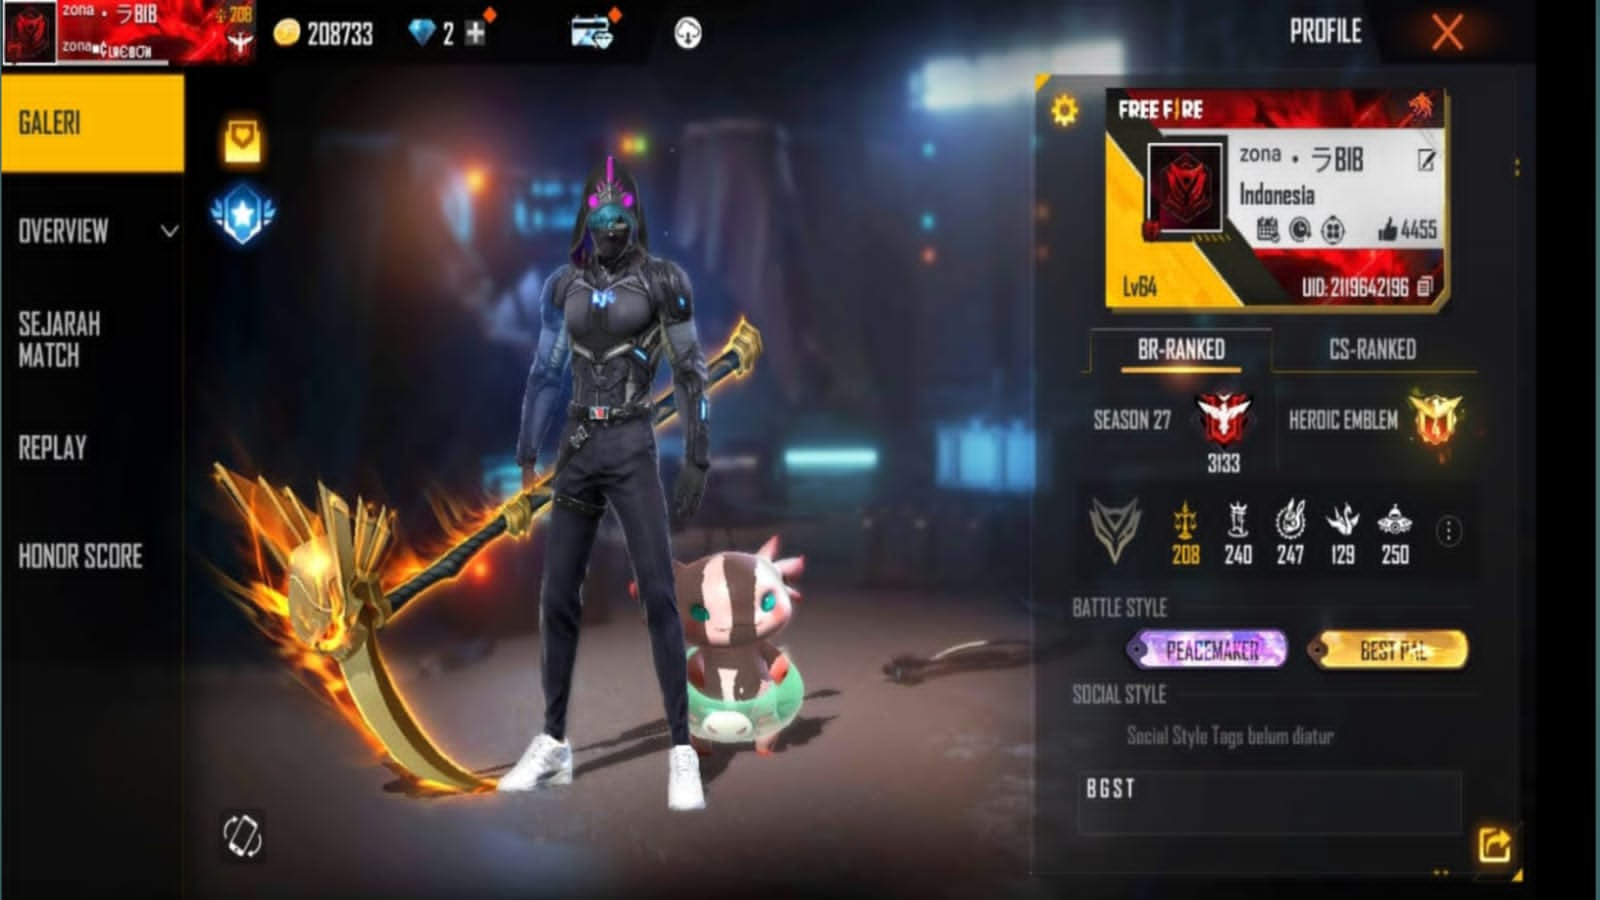 zona • ラBIB
208
208733
2
PROFILE
GALERI
OVERVIEW
SEJARAH
MATCH
REPLAY
HONOR SCORE
FREE FIRE
zona • ラBIB
Indonesia
4455
Lv64
UID: 2119642196
BR-RANKED
CS-RANKED
SEASON 27
3133
HEROIC EMBLEM
4
208
240
247
129
250
BATTLE STYLE
PEACEMAKER
BEST PAL
SOCIAL STYLE
Social Style Tags belum diatur
BGST